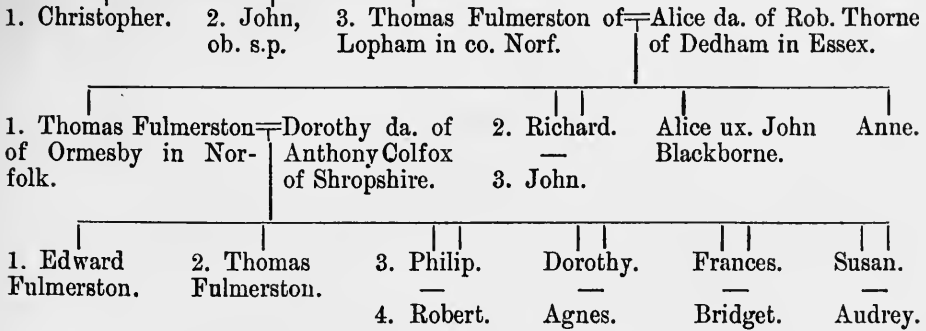 1. Christopher. 2. John, 3. Thomas Fulmerston of Alice da. of Rob. Thorne
ob. s.p. Lopham in co. Norf. of Dedham in Essex.
1. Thomas Fulmerston Dorothy da. of 2. Richard. Alice ux. John Anne.
of Ormesby in Nor- Anthony Colfox — Blackborne.
folk. of Shropshire. 3. John.
1. Edward 2. Thomas 3. Philip. Dorothy. Frances. Susan.
Fulmerston. Fulmerston. — — — —
4. Robert. Agnes. Bridget. Audrey.